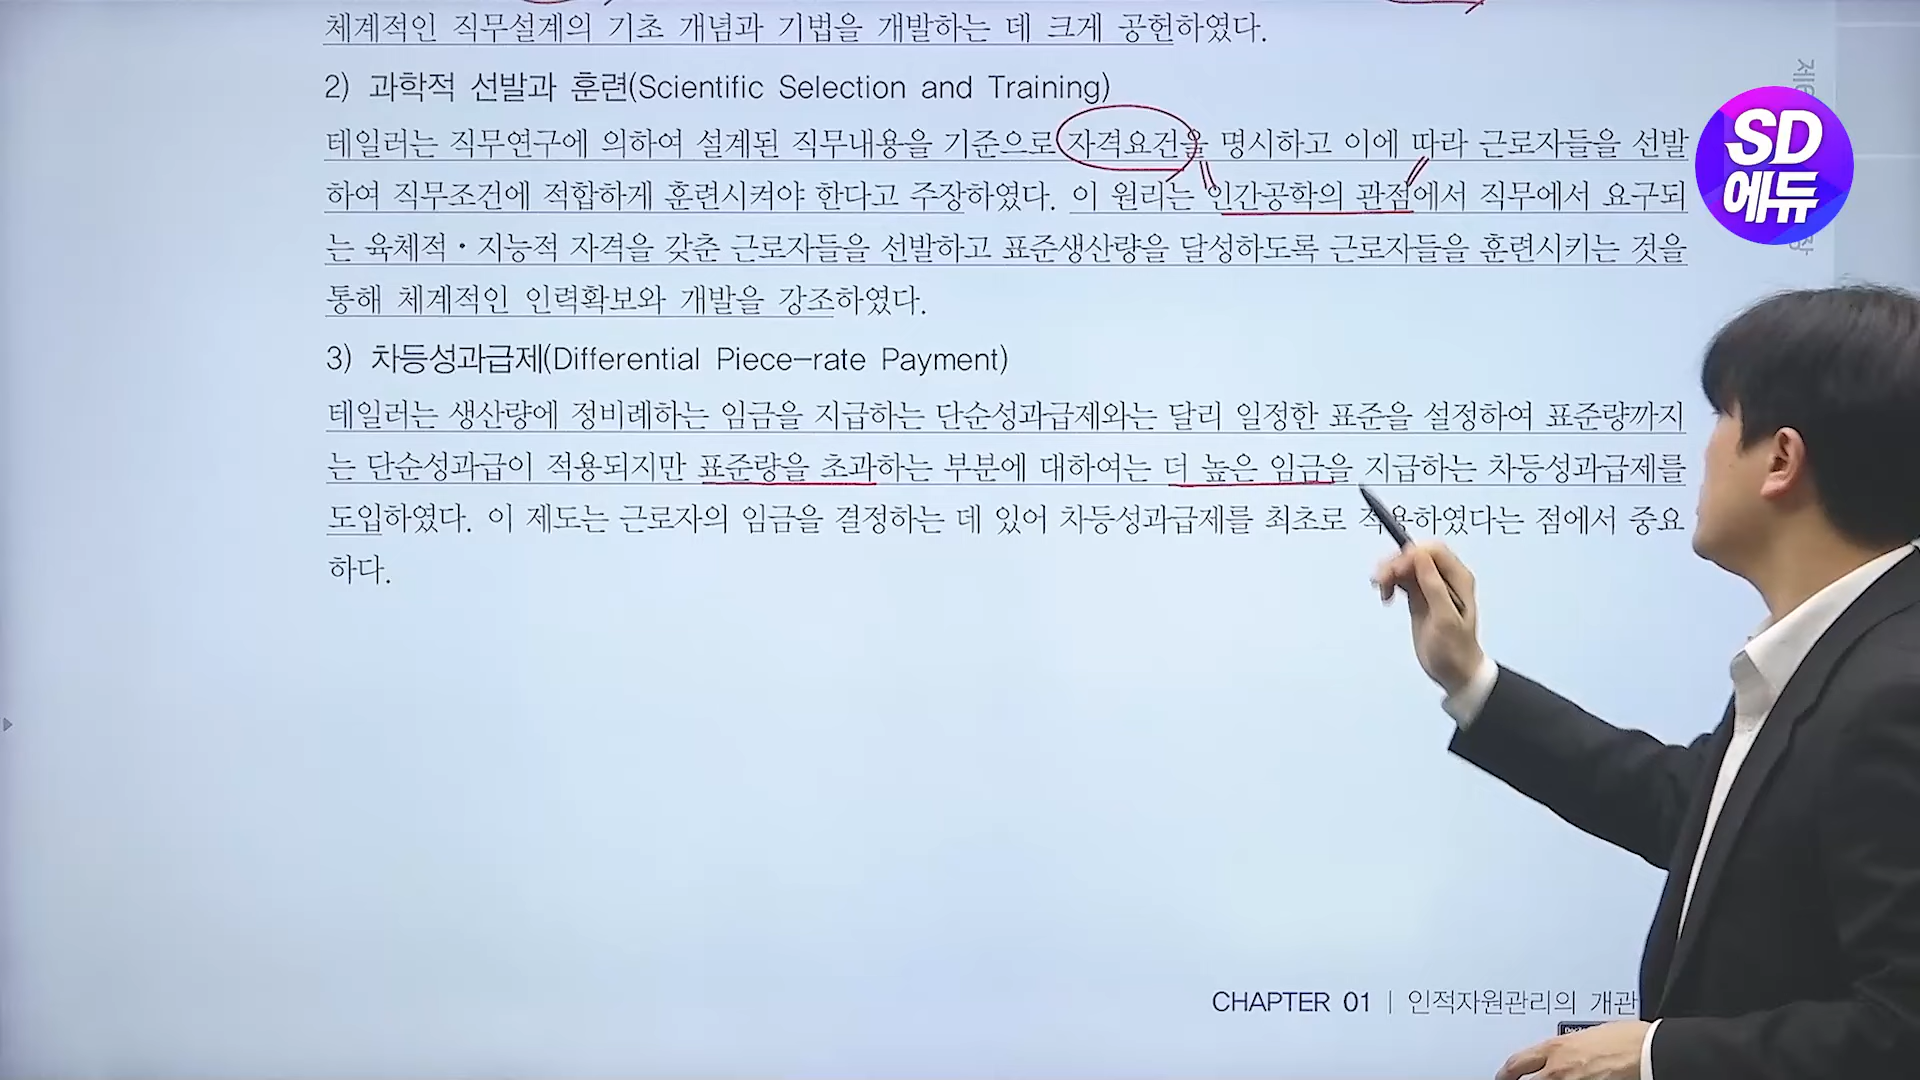 체계적인 직무설계의 기초 개념과 기법을 개발하는 데 크게 공헌하였다.
2) 과학적 선발과 훈련(Scientific Selection and Training)
테일러는 직무연구에 의하여 설계된 직무내용을 기준으로 자격요건을 명시하고 이에 따라 근로자들을 선발
하여 직무조건에 적합하게 훈련시켜야 한다고 주장하였다. 이 원리는 인간공학의 관점에서 직무에서 요구되
는 육체적・지능적 자격을 갖춘 근로자들을 선발하고 표준생산량을 달성하도록 근로자들을 훈련시키는 것을
통해 체계적인 인력확보와 개발을 강조하였다.
3) 차등성과급제(Differential Piece-rate Payment)
테일러는 생산량에 정비례하는 임금을 지급하는 단순성과급제와는 달리 일정한 표준을 설정하여 표준량까지
는 단순성과급이 적용되지만 표준량을 초과하는 부분에 대하여는 더 높은 임금을 지급하는 차등성과급제를
도입하였다. 이 제도는 근로자의 임금을 결정하는 데 있어 차등성과급제를 최초로 적용하였다는 점에서 중요
하다.
SD
에듀
CHAPTER 01 | 인적자원관리의 개관